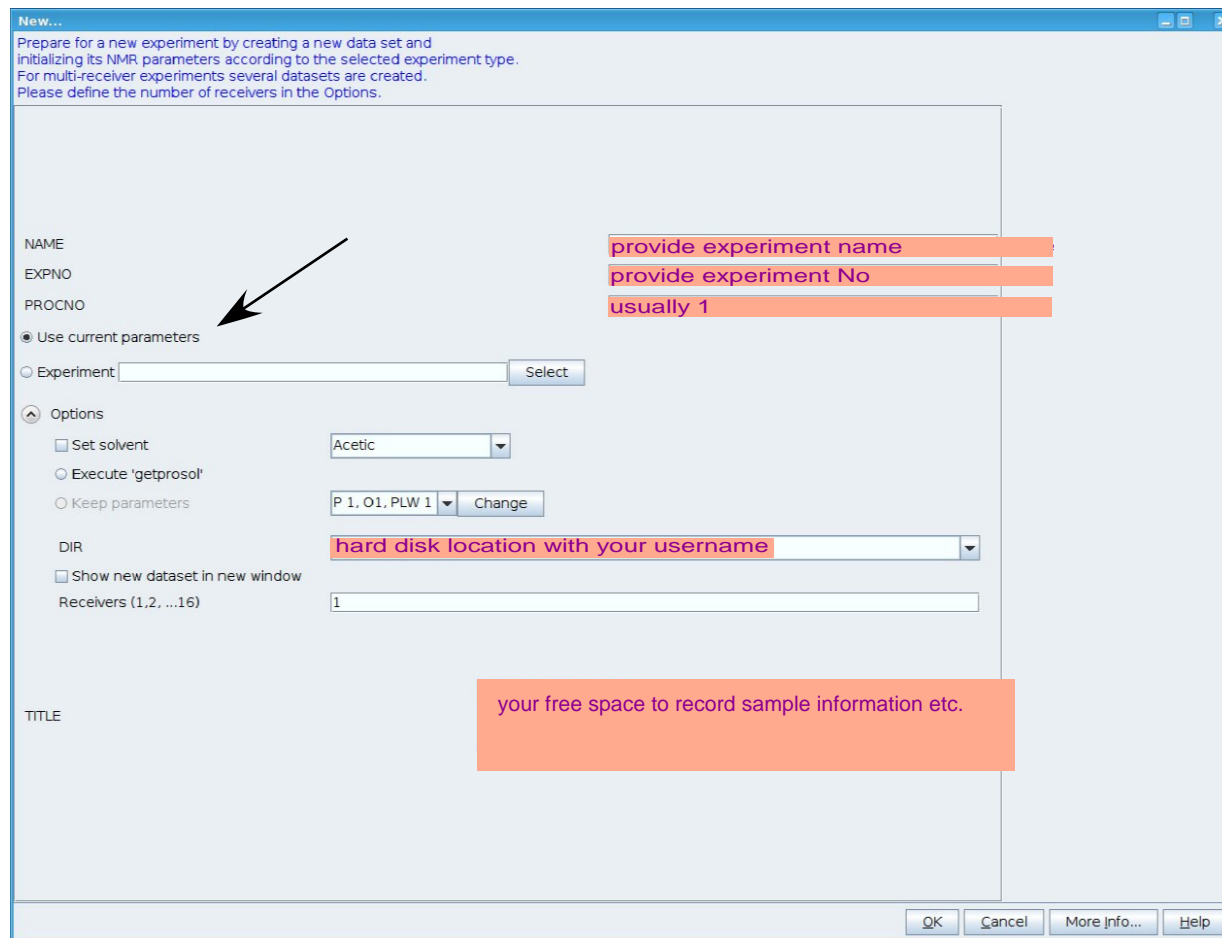 New...
Prepare for a new experiment by creating a new data set and
initializing its NMR parameters according to the selected experiment type.
For multi-receiver experiments several datasets are created.
Please define the number of receivers in the Options.
NAME provide experiment name
EXPNO provide experiment No
PROCNO usually 1
Use current parameters
Experiment Select
Options
Set solvent Acetic
Execute 'getprosol'
Keep parameters P 1, O1, PLW 1 Change
DIR hard disk location with your username
Show new dataset in new window
Receivers (1,2, ...16) 1
your free space to record sample information etc.
TITLE
OK Cancel More Info... Help